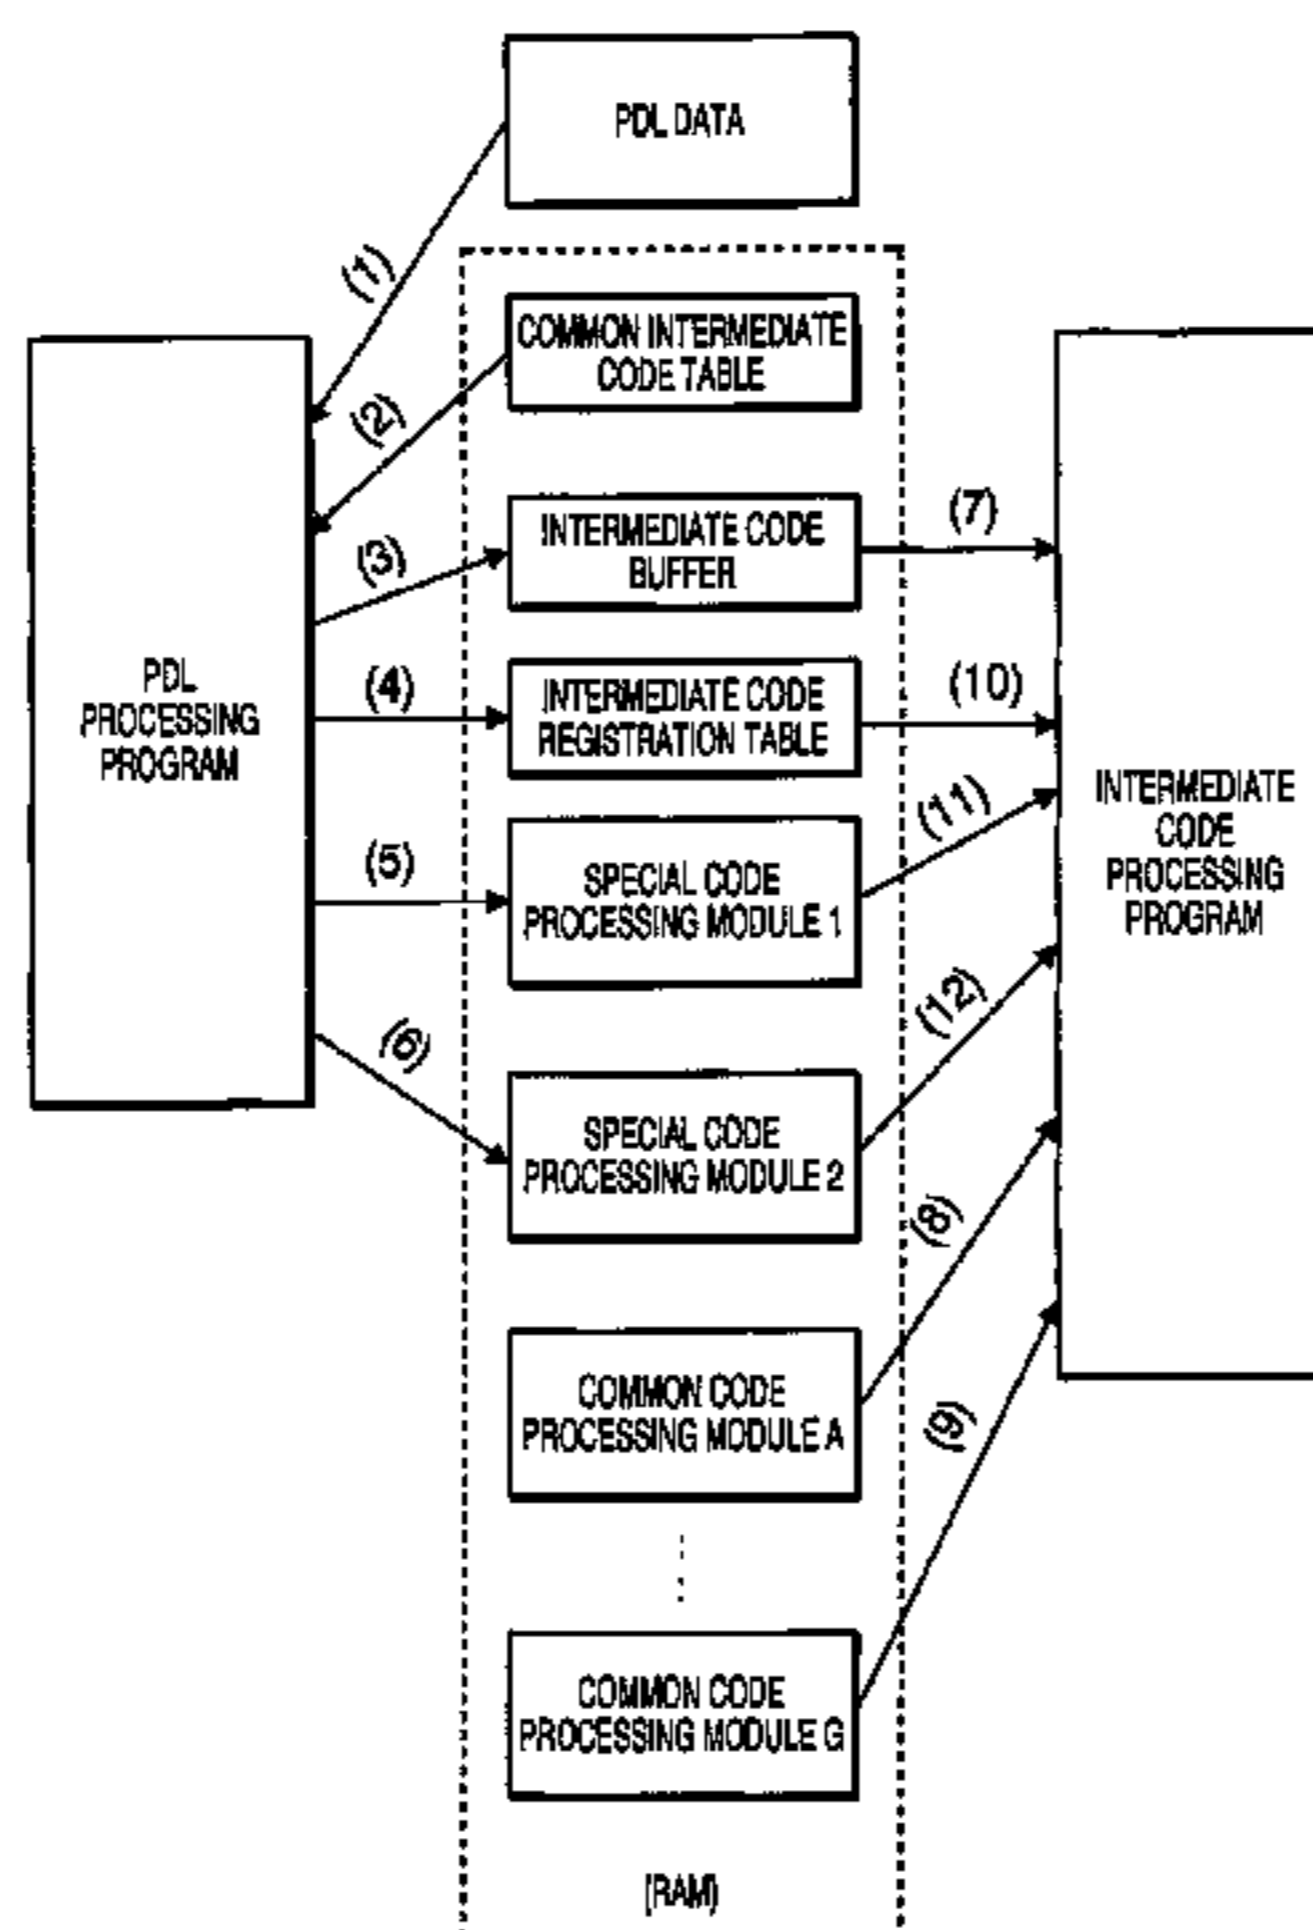 PDL DATA
(1)
COMMON INTERMEDIATE
CODE TABLE
(2)
INTERMEDIATE CODE
BUFFER
(3)
(7)
PDL
PROCESSING
PROGRAM
(4)
INTERMEDIATE CODE
REGISTRATION TABLE
(10)
INTERMEDIATE
CODE
PROCESSING
PROGRAM
(5)
SPECIAL CODE
PROCESSING MODULE 1
(11)
(6)
SPECIAL CODE
PROCESSING MODULE 2
(12)
COMMON CODE
PROCESSING MODULE A
(8)
COMMON CODE
PROCESSING MODULE G
(9)
(RAM)